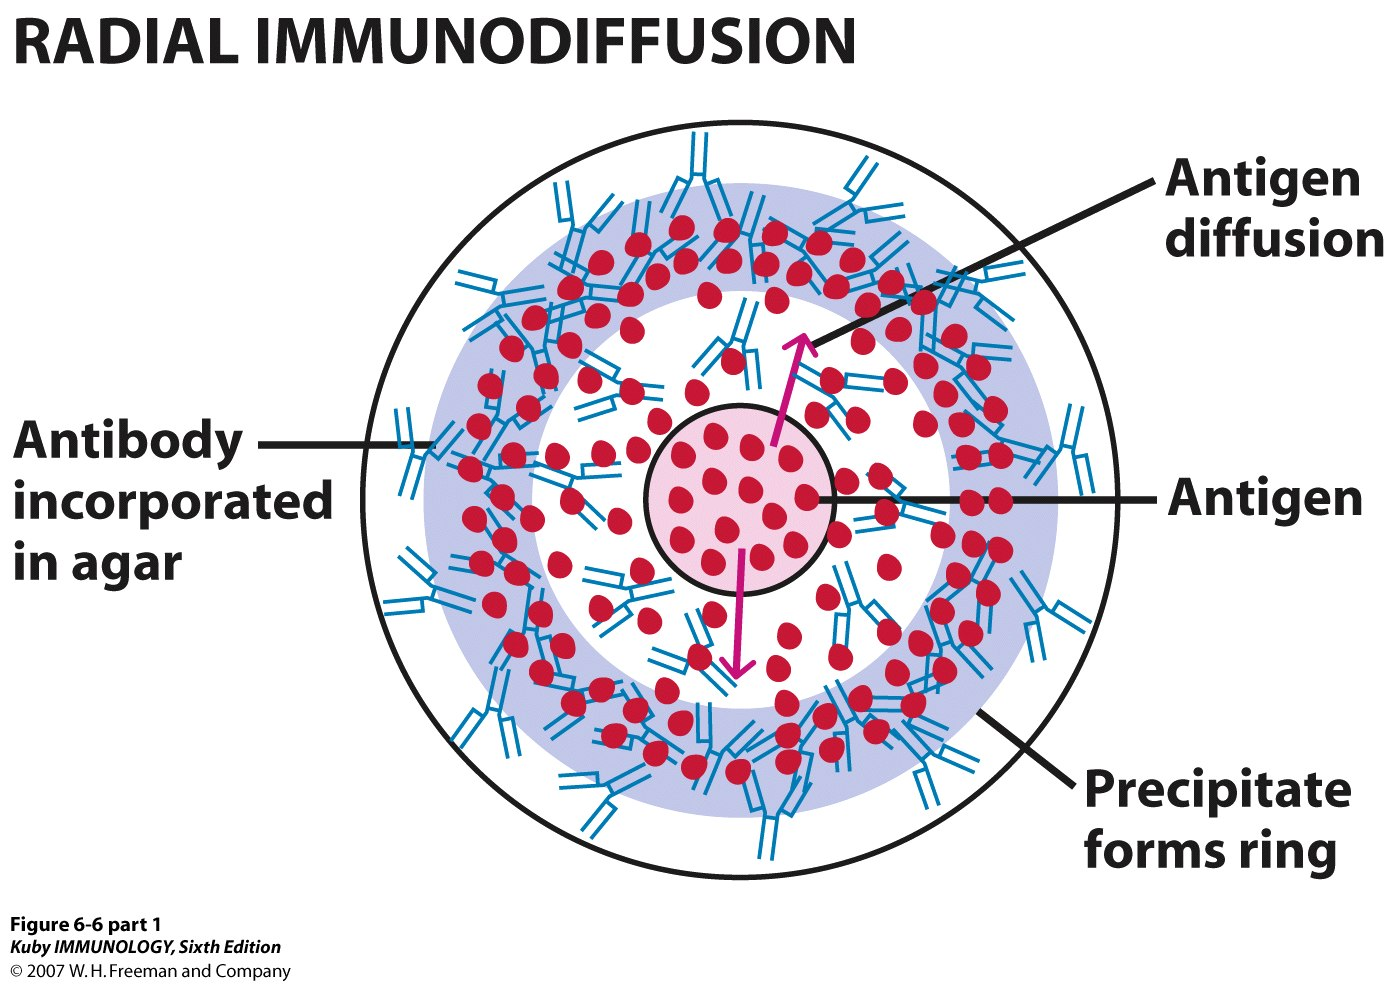 RADIAL IMMUNODIFFUSION
Antigen
diffusion
Antibody
incorporated
in agar
Antigen
Precipitate
forms ring
Figure 6-6 part 1
Kuby IMMUNOLOGY, Sixth Edition
© 2007 W. H. Freeman and Company